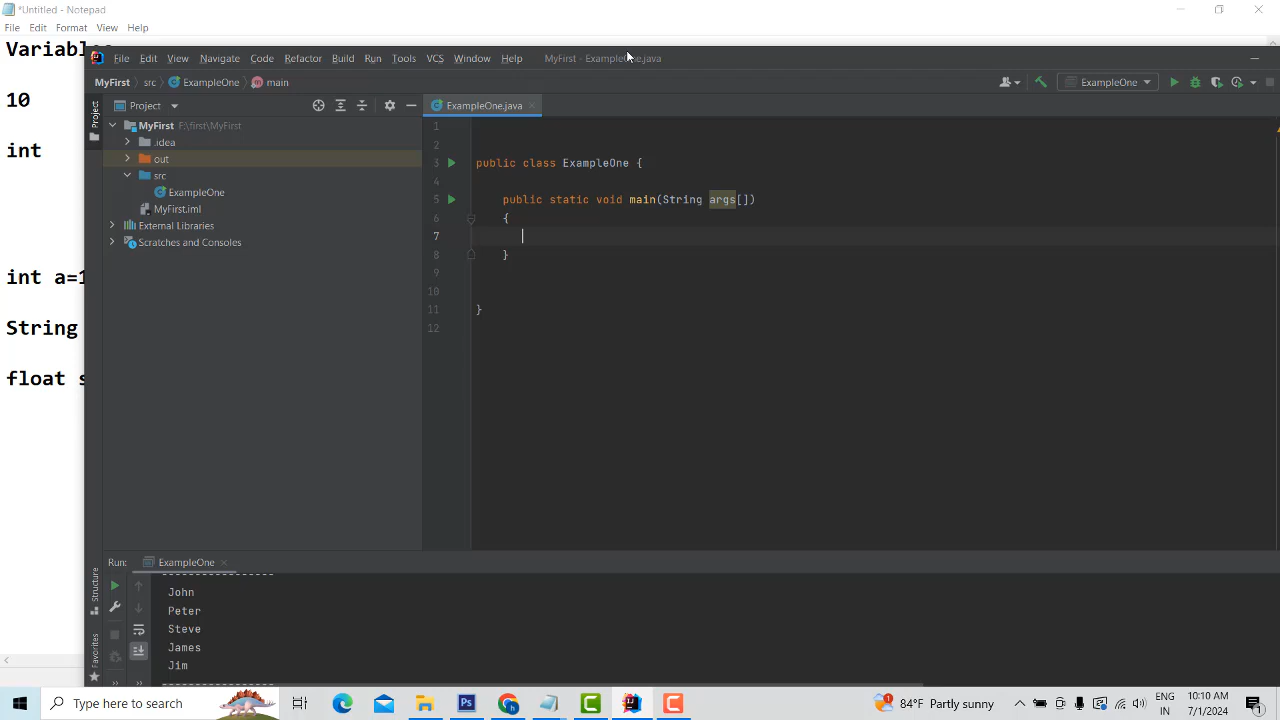 *Untitled - Notepad
File Edit Format View Help
Variables
10
int
int a=1
String
float s
File Edit View Navigate Code Refactor Build Run Tools VCS Window Help MyFirst - ExampleOne.java
MyFirst src ExampleOne main ExampleOne
Project
Project
ExampleOne.java
MyFirst F:\first\MyFirst
.idea
out
src
ExampleOne
MyFirst.iml
External Libraries
Scratches and Consoles
1
2
3 public class ExampleOne {
4
5 public static void main(String args[])
6 {
7
8 }
9
10
11 }
12
Structure
Favorites
Run: ExampleOne
-----------------
John
Peter
Steve
James
Jim
Type here to search
84°F Partly sunny
ENG
IN
10:10 AM
7/1/2024